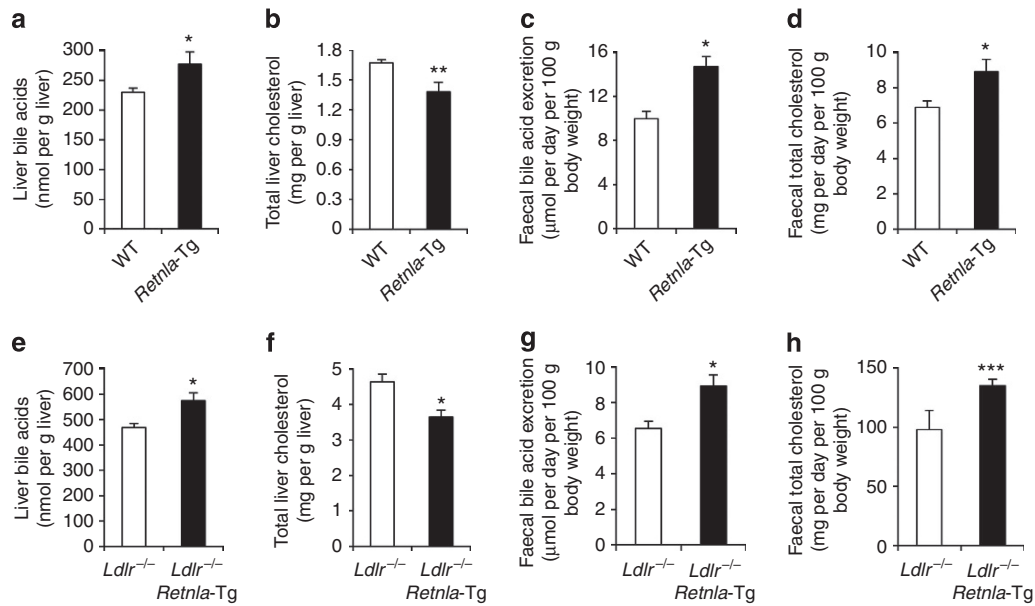 a
Liver bile acids
(nmol per g liver)
300
250
200
150
100
50
0
*
WT
Retnla-Tg
b
Total liver cholesterol
(mg per g liver)
1.8
1.5
1.2
0.9
0.6
0.3
0
**
WT
Retnla-Tg
c
Faecal bile acid excretion
(μmol per day per 100 g
body weight)
16
12
8
4
0
*
WT
Retnla-Tg
d
Faecal total cholesterol
(mg per day per 100 g
body weight)
10
8
6
4
2
0
*
WT
Retnla-Tg
e
Liver bile acids
(nmol per g liver)
700
600
500
400
300
200
100
0
*
Ldlr–/– Ldlr–/–
Retnla-Tg
f
Total liver cholesterol
(mg per g liver)
5
4
3
2
1
0
*
Ldlr–/– Ldlr–/–
Retnla-Tg
g
Faecal bile acid excretion
(μmol per day per 100 g
body weight)
10
8
6
4
2
0
*
Ldlr–/– Ldlr–/–
Retnla-Tg
h
Faecal total cholesterol
(mg per day per 100 g
body weight)
150
100
50
0
***
Ldlr–/– Ldlr–/–
Retnla-Tg